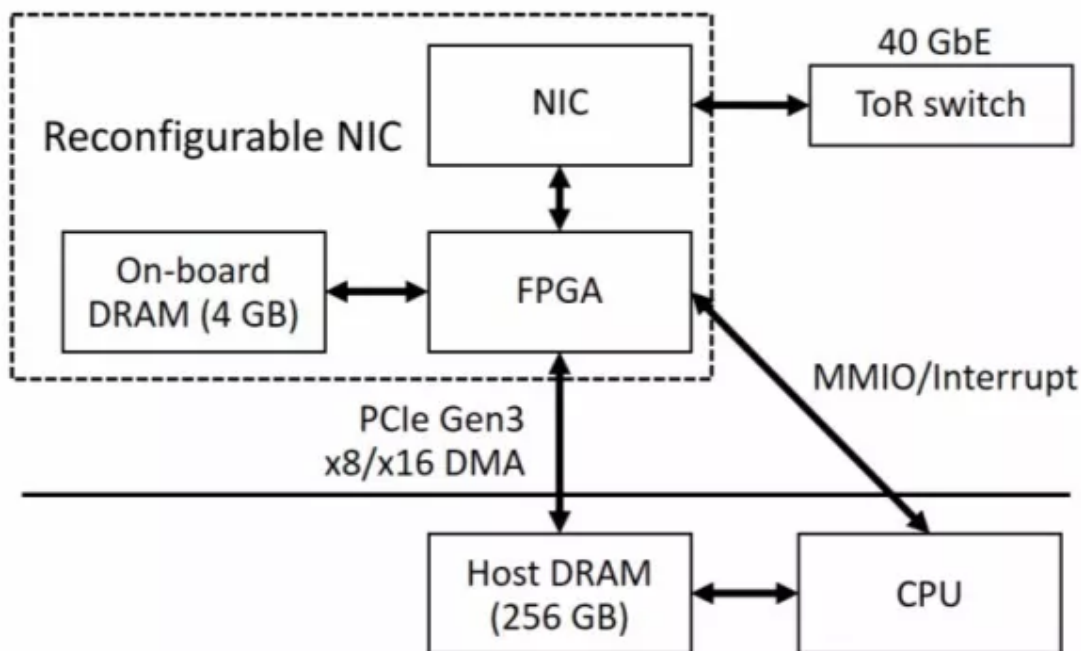 40 GbE
NIC
ToR switch
Reconfigurable NIC
On-board
DRAM (4 GB)
FPGA
MMIO/Interrupt
PCIe Gen3
x8/x16 DMA
Host DRAM
(256 GB)
CPU